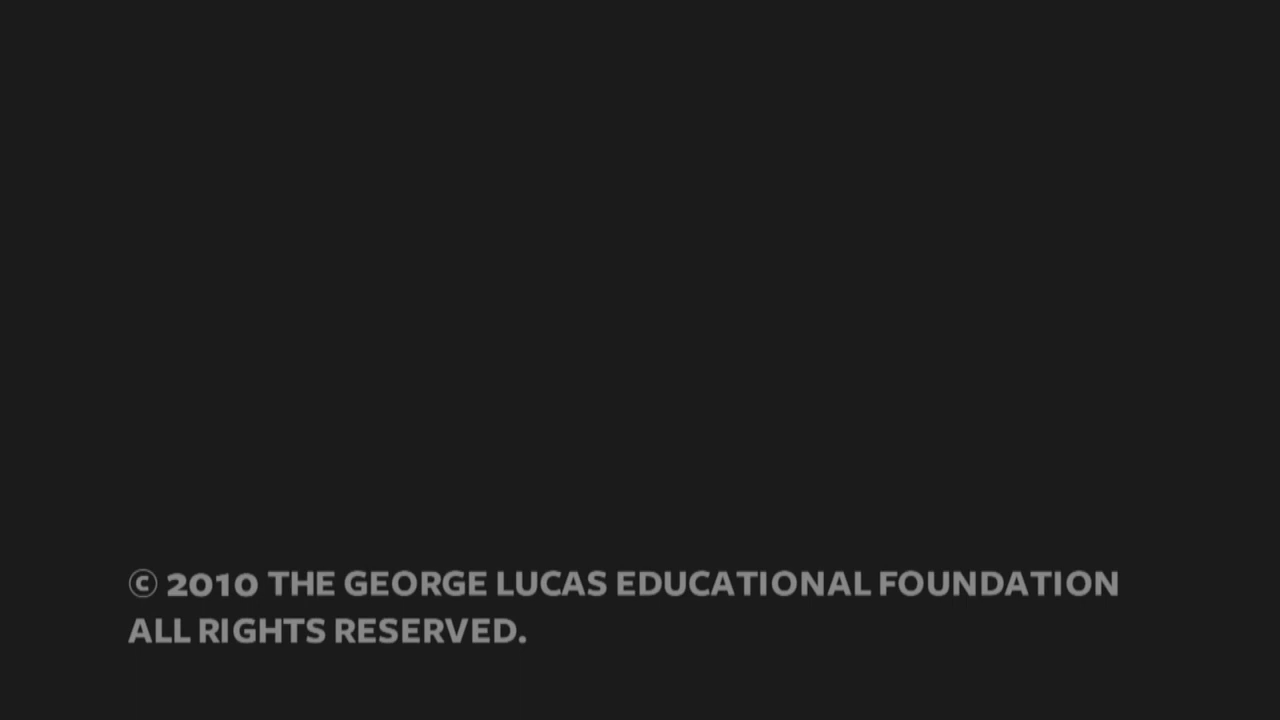 © 2010 THE GEORGE LUCAS EDUCATIONAL FOUNDATION
ALL RIGHTS RESERVED.